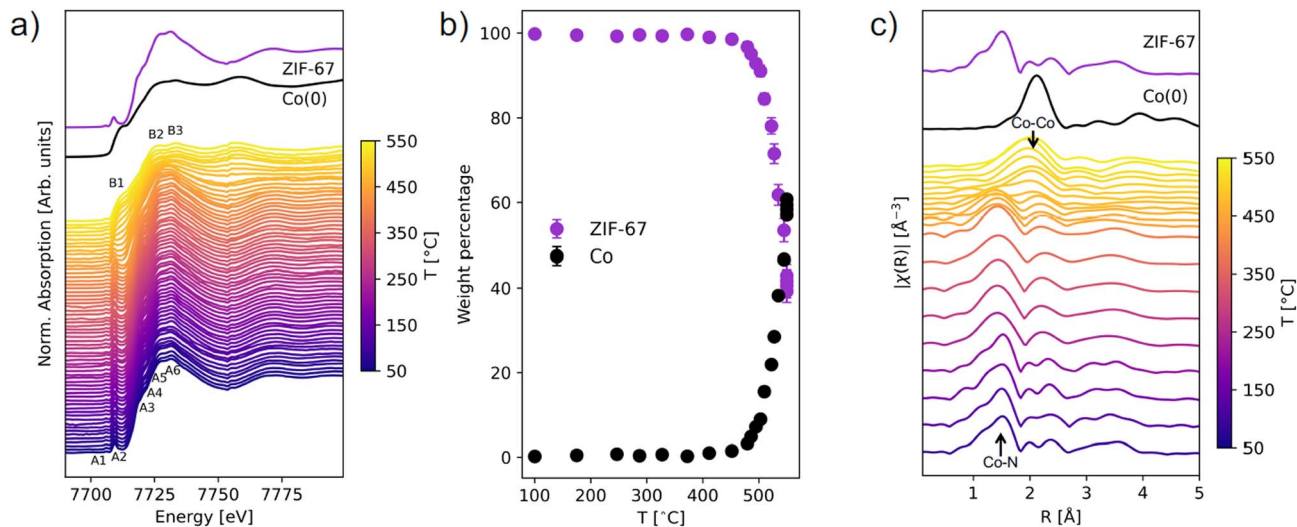 a)
ZIF-67
Co(0)
B2 B3
B1
A6
A5
A4
A3
A1 A2
Norm. Absorption [Arb. units]
7700 7725 7750 7775
Energy [eV]
550
450
350
250
150
50
T [°C]
b)
100
80
60
40
20
0
Weight percentage
ZIF-67
Co
100 200 300 400 500
T [˚C]
c)
ZIF-67
Co(0)
Co-Co
Co-N
|χ(R)| [Å⁻³]
1 2 3 4 5
R [Å]
550
450
350
250
150
50
T [°C]